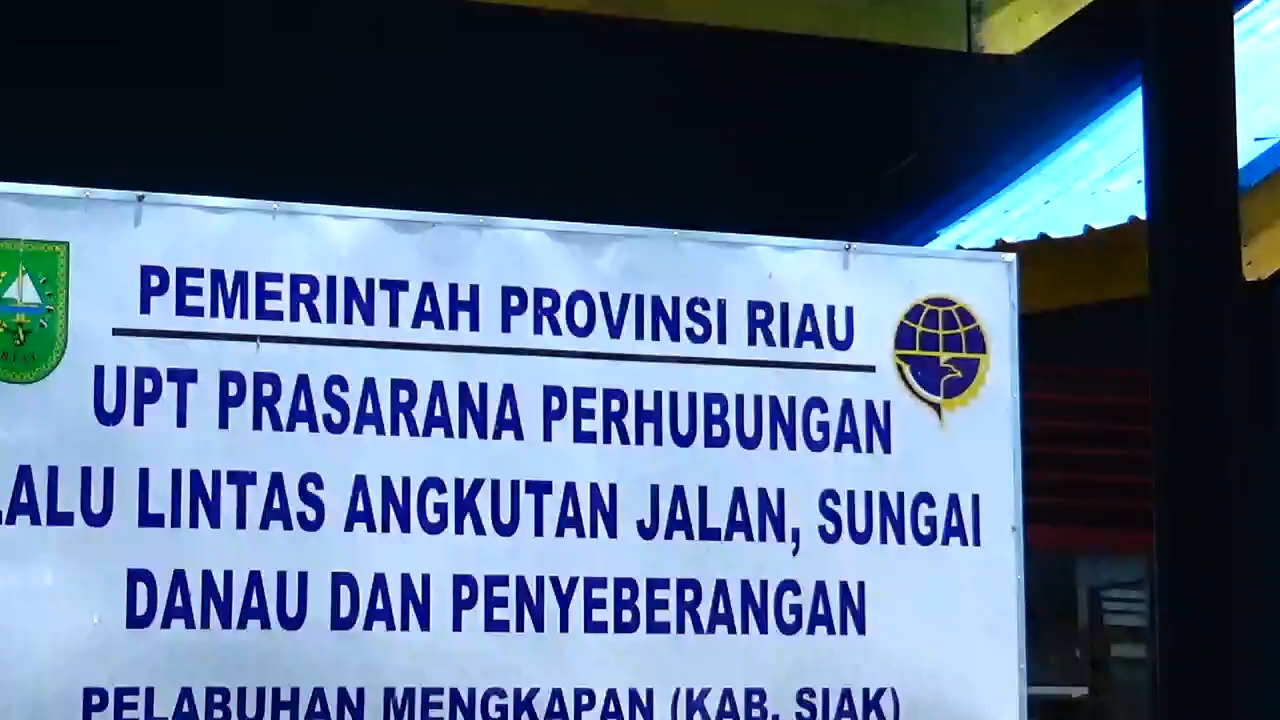 PEMERINTAH PROVINSI RIAU
UPT PRASARANA PERHUBUNGAN
LALU LINTAS ANGKUTAN JALAN, SUNGAI
DANAU DAN PENYEBERANGAN
PELABUHAN MENGKAPAN (KAB. SIAK)